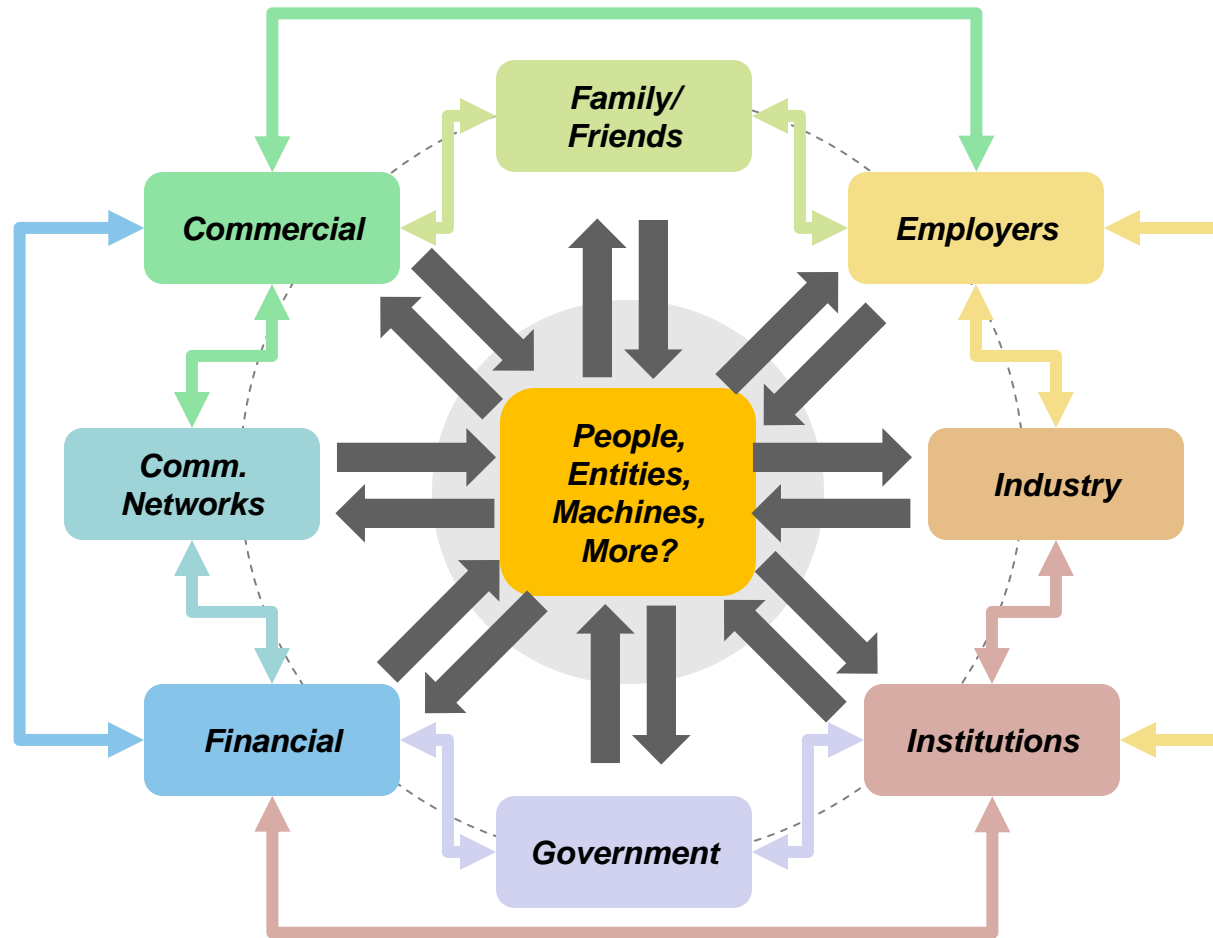 Family/
Friends
Commercial
Employers
People,
Entities,
Machines,
More?
Comm.
Networks
Industry
Financial
Institutions
Government